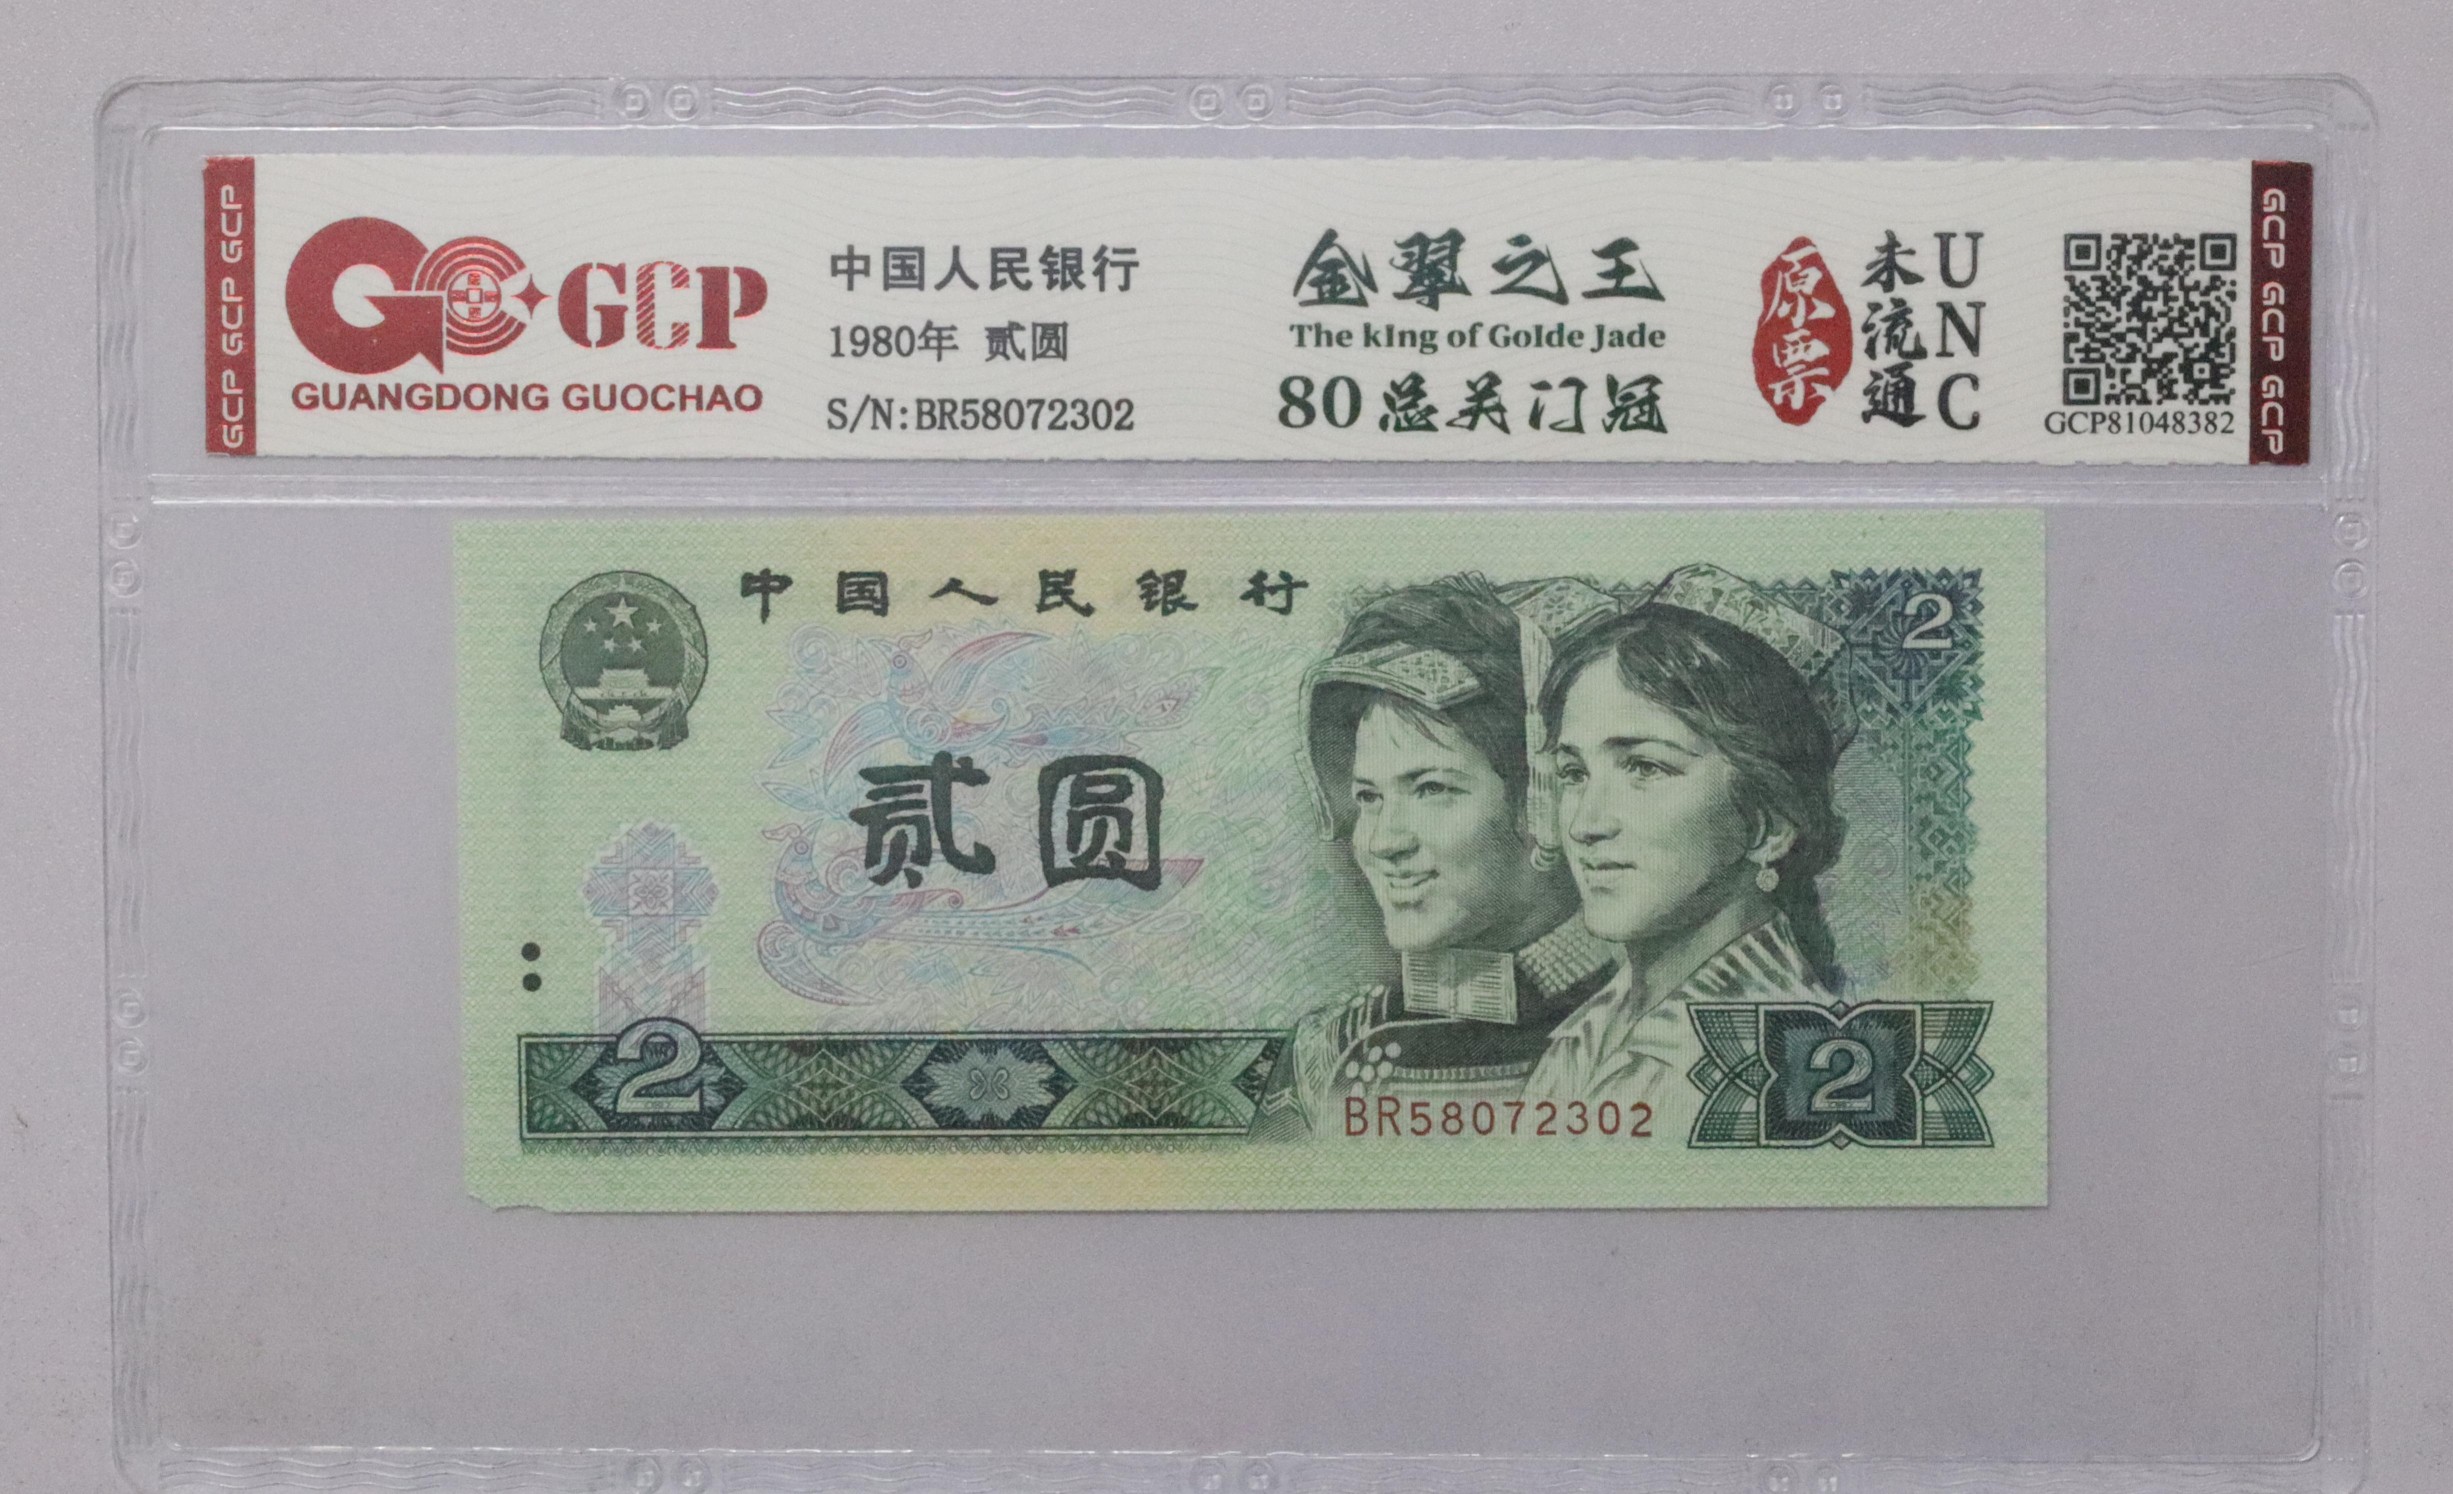 GCP GCP GCP
GCP
GUANGDONG GUOCHAO
中国人民银行
1980年 贰圆
S/N:BR58072302
金翠之王
The kIng of Golde Jade
80总关门冠
原票
未流通
UNC
GCP81048382
GCP GCP GCP
中国人民银行
2
贰圆
2
BR58072302
2